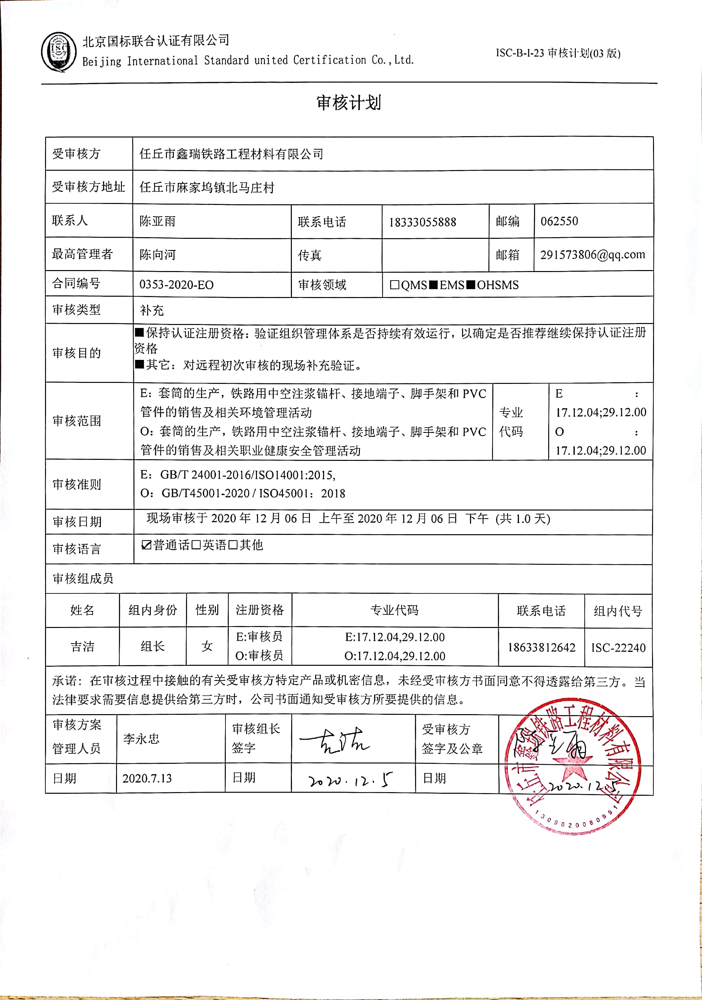 ISC
北京国标联合认证有限公司
Beijing International Standard united Certification Co.,Ltd.
ISC-B-I-23 审核计划(03 版)
审核计划
受审核方 任丘市鑫瑞铁路工程材料有限公司
受审核方地址 任丘市麻家坞镇北马庄村
联系人 陈亚雨 联系电话 18333055888 邮编 062550
最高管理者 陈向河 传真 邮箱 291573806@qq.com
合同编号 0353-2020-EO 审核领域 □QMS■EMS■OHSMS
审核类型 补充
审核目的
■保持认证注册资格：验证组织管理体系是否持续有效运行，以确定是否推荐继续保持认证注册
资格
■其它：对远程初次审核的现场补充验证。
审核范围
E：套筒的生产，铁路用中空注浆锚杆、接地端子、脚手架和 PVC
管件的销售及相关环境管理活动
O：套筒的生产，铁路用中空注浆锚杆、接地端子、脚手架和 PVC
管件的销售及相关职业健康安全管理活动
专业
代码
E ：
17.12.04;29.12.00
O ：
17.12.04;29.12.00
审核准则
E：GB/T 24001-2016/ISO14001:2015,
O：GB/T45001-2020 / ISO45001：2018
审核日期 现场审核于 2020 年 12 月 06 日 上午至 2020 年 12 月 06 日 下午 (共 1.0 天)
审核语言 ☑普通话□英语□其他
审核组成员
姓名 组内身份 性别 注册资格 专业代码 联系电话 组内代号
吉洁 组长 女
E:审核员
O:审核员
E:17.12.04,29.12.00
O:17.12.04,29.12.00
18633812642 ISC-22240
承诺：在审核过程中接触的有关受审核方特定产品或机密信息，未经受审核方书面同意不得透露给第三方。当
法律要求需要信息提供给第三方时，公司书面通知受审核方所要提供的信息。
审核方案
管理人员
李永忠
审核组长
签字
吉洁
受审核方
签字及公章
陈亚雨
日期 2020.7.13 日期 2020.12.5 日期 2020.12.5
任丘市鑫瑞铁路工程材料有限公司
1309820080991